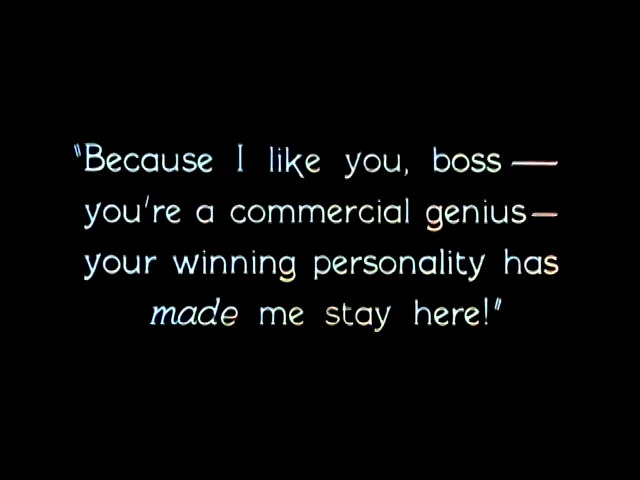 "Because I like you, boss —
you're a commercial genius —
your winning personality has
made me stay here!"